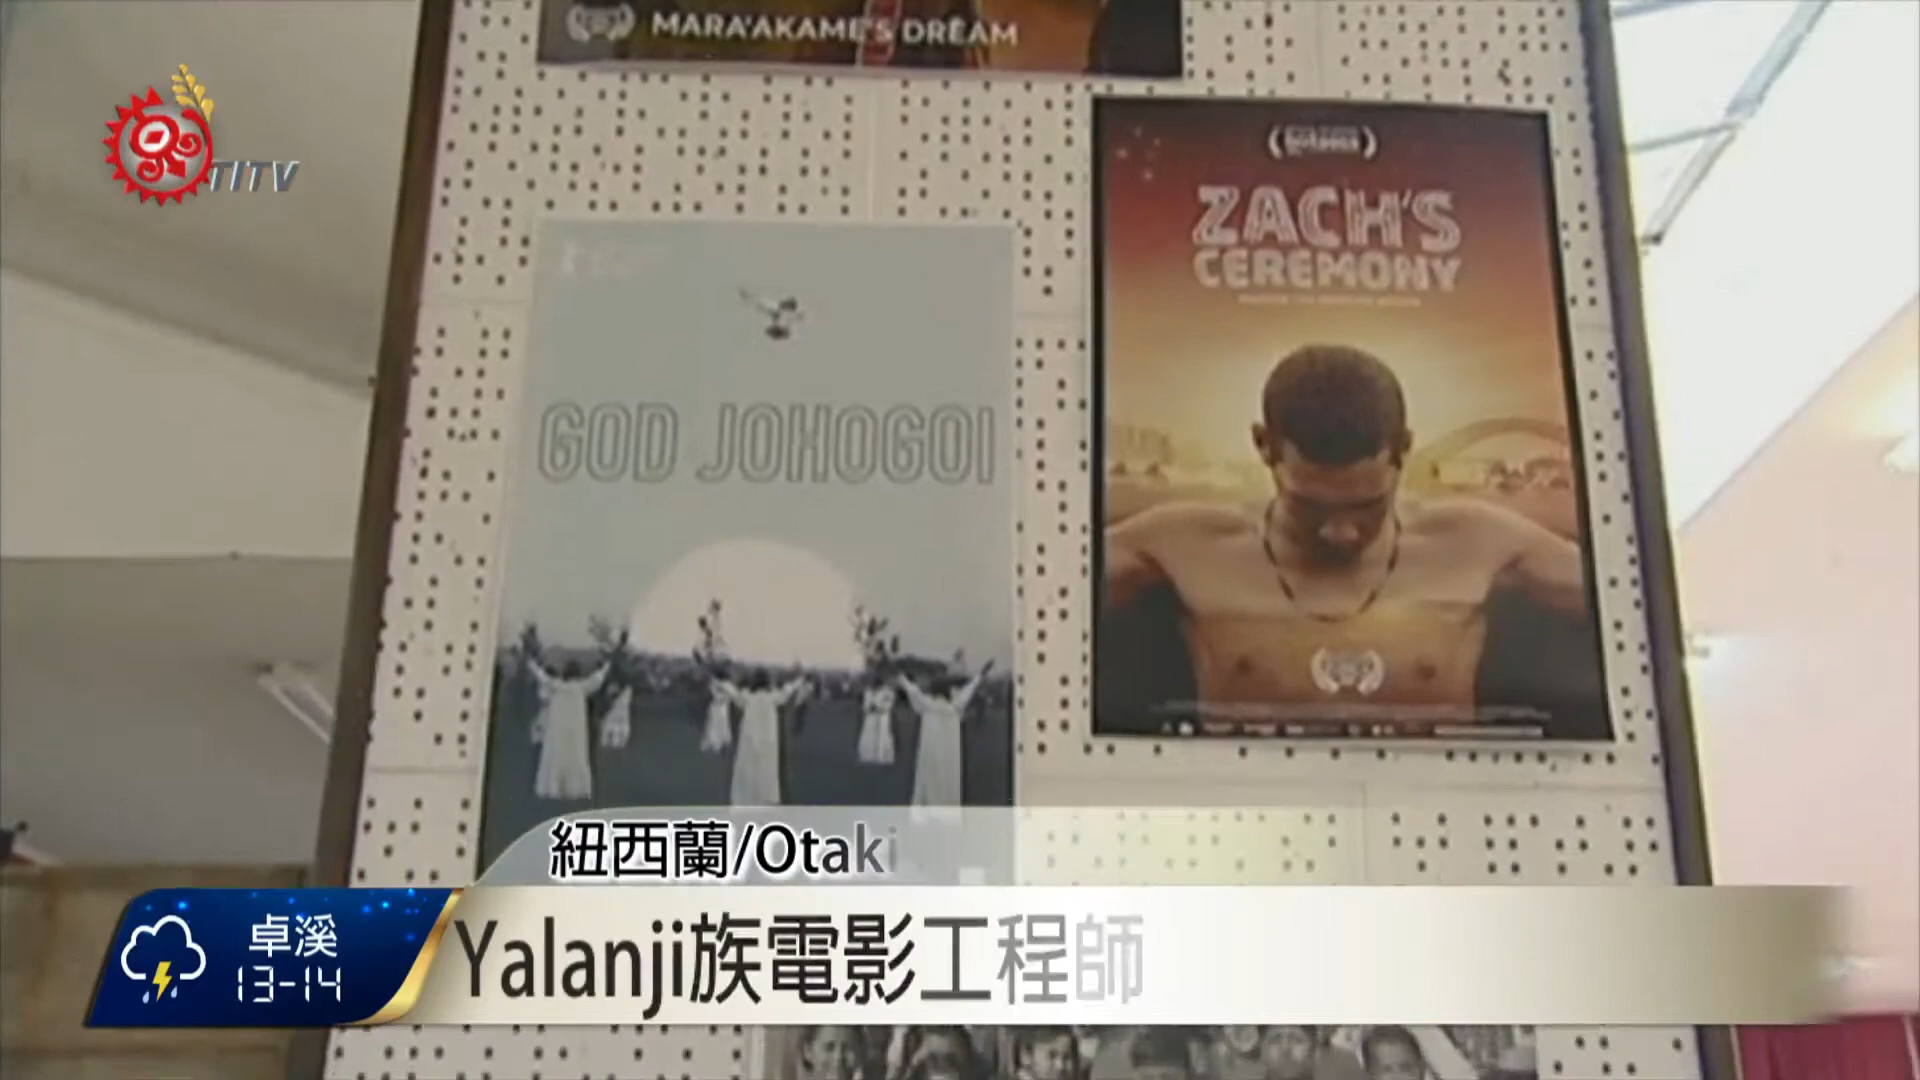 MARA'AKAME'S DREAM
TITV
ZACH'S
CEREMONY
GOD JOHOGOI
紐西蘭/Otaki
卓溪
13-14
Yalanji族電影工程師